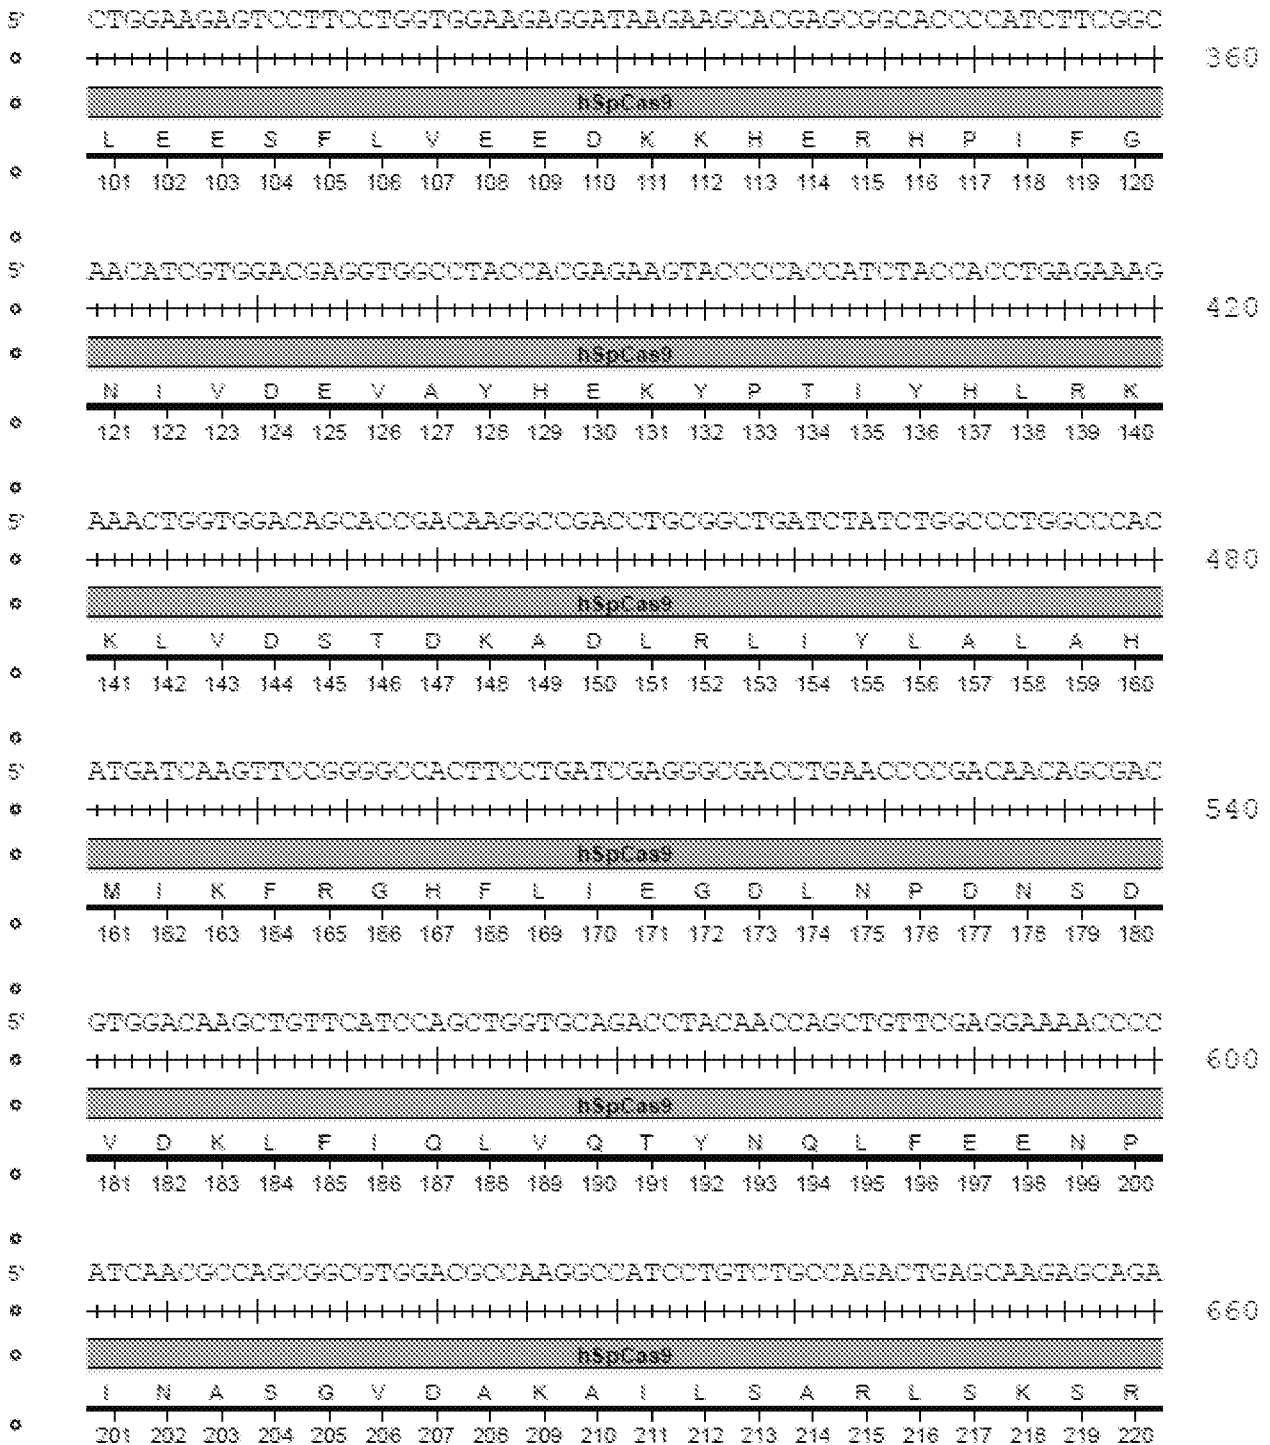 5' CTGGAAGAGTCCTTCCTGGTGGAAGAGGATAAGAAGCACGAGCGGCACCCCATCTTCGGC
360
hSpCas9
L E E S F L V E E D K K H E R H P I F G
101 102 103 104 105 106 107 108 109 110 111 112 113 114 115 116 117 118 119 120
5' AACATCGTGGACGAGGTGGCCTACCACGAGAAGTACCCCACCATCTACCACCTGAGAAAG
420
hSpCas9
N I V D E V A Y H E K Y P T I Y H L R K
121 122 123 124 125 126 127 128 129 130 131 132 133 134 135 136 137 138 139 140
5' AAACTGGTGGACAGCACCGACAAGGCCGACCTGCGGCTGATCTATCTGGCCCTGGCCCAC
480
hSpCas9
K L V D S T D K A D L R L I Y L A L A H
141 142 143 144 145 146 147 148 149 150 151 152 153 154 155 156 157 158 159 160
5' ATGATCAAGTTCCGGGGCCACTTCCTGATCGAGGGCGACCTGAACCCCGACAACAGCGAC
540
hSpCas9
M I K F R G H F L I E G D L N P D N S D
161 162 163 164 165 166 167 168 169 170 171 172 173 174 175 176 177 178 179 180
5' GTGGACAAGCTGTTCATCCAGCTGGTGCAGACCTACAACCAGCTGTTCGAGGAAAACCCC
600
hSpCas9
V D K L F I Q L V Q T Y N Q L F E E N P
181 182 183 184 185 186 187 188 189 190 191 192 193 194 195 196 197 198 199 200
5' ATCAACGCCAGCGGCGTGGACGCCAAGGCCATCCTGTCTGCCAGACTGAGCAAGAGCAGA
660
hSpCas9
I N A S G V D A K A I L S A R L S K S R
201 202 203 204 205 206 207 208 209 210 211 212 213 214 215 216 217 218 219 220